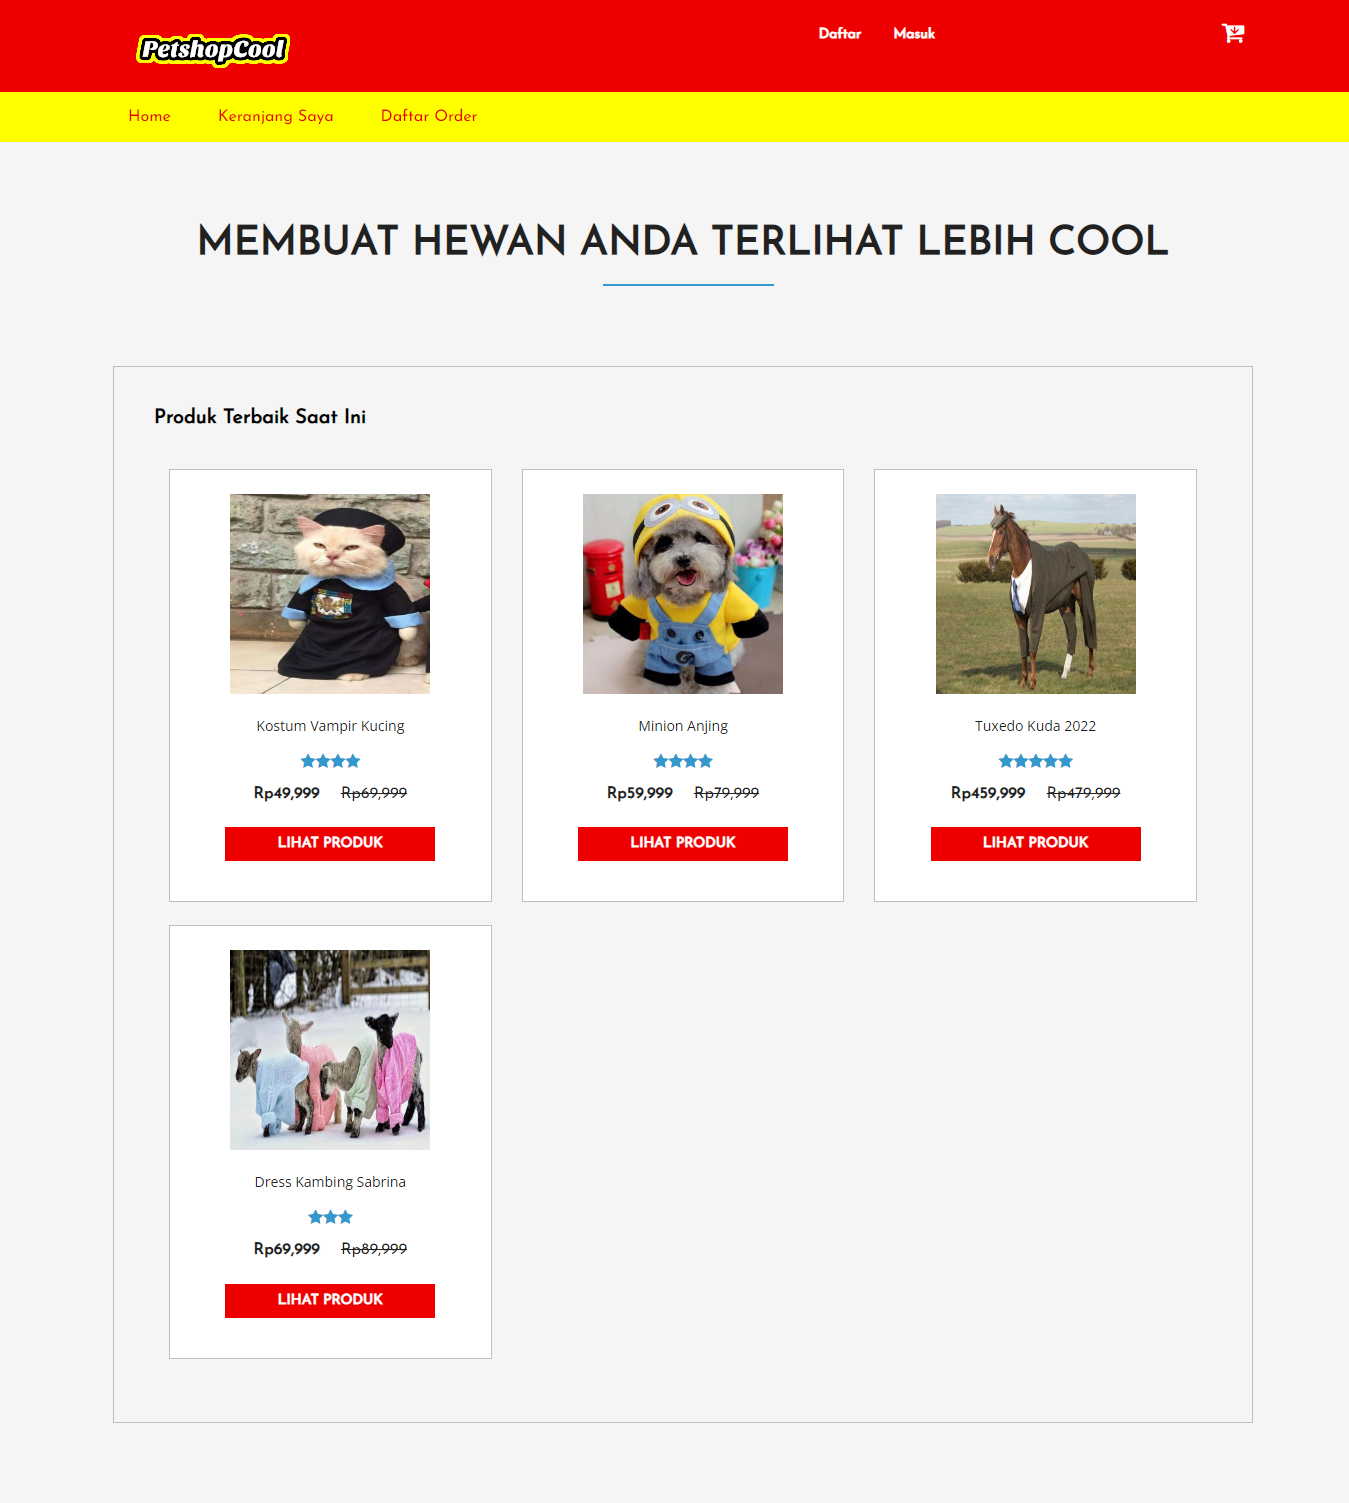 PetshopCool
Daftar Masuk
Home Keranjang Saya Daftar Order
MEMBUAT HEWAN ANDA TERLIHAT LEBIH COOL
Produk Terbaik Saat Ini
Kostum Vampir Kucing
Rp49,999 Rp69,999
LIHAT PRODUK
Minion Anjing
Rp59,999 Rp79,999
LIHAT PRODUK
Tuxedo Kuda 2022
Rp459,999 Rp479,999
LIHAT PRODUK
Dress Kambing Sabrina
Rp69,999 Rp89,999
LIHAT PRODUK